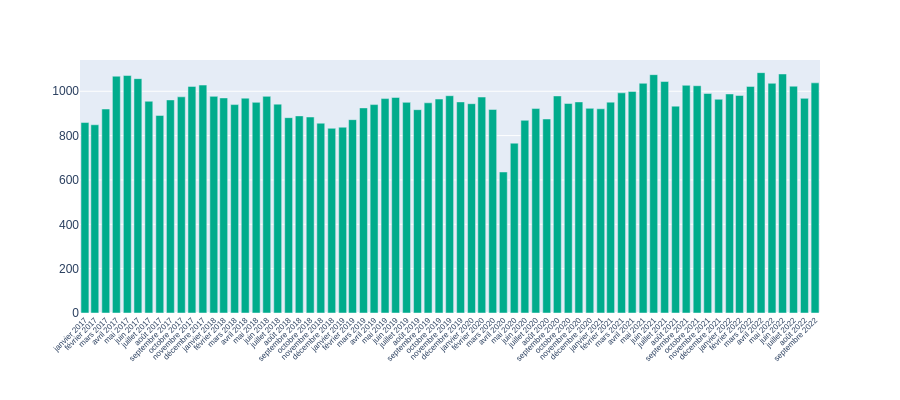 1000
800
600
400
200
0
janvier 2017
février 2017
mars 2017
avril 2017
mai 2017
juin 2017
juillet 2017
août 2017
septembre 2017
octobre 2017
novembre 2017
décembre 2017
janvier 2018
février 2018
mars 2018
avril 2018
mai 2018
juin 2018
juillet 2018
août 2018
septembre 2018
octobre 2018
novembre 2018
décembre 2018
janvier 2019
février 2019
mars 2019
avril 2019
mai 2019
juin 2019
juillet 2019
août 2019
septembre 2019
octobre 2019
novembre 2019
décembre 2019
janvier 2020
février 2020
mars 2020
avril 2020
mai 2020
juin 2020
juillet 2020
août 2020
septembre 2020
octobre 2020
novembre 2020
décembre 2020
janvier 2021
février 2021
mars 2021
avril 2021
mai 2021
juin 2021
juillet 2021
août 2021
septembre 2021
octobre 2021
novembre 2021
décembre 2021
janvier 2022
février 2022
mars 2022
avril 2022
mai 2022
juin 2022
juillet 2022
août 2022
septembre 2022